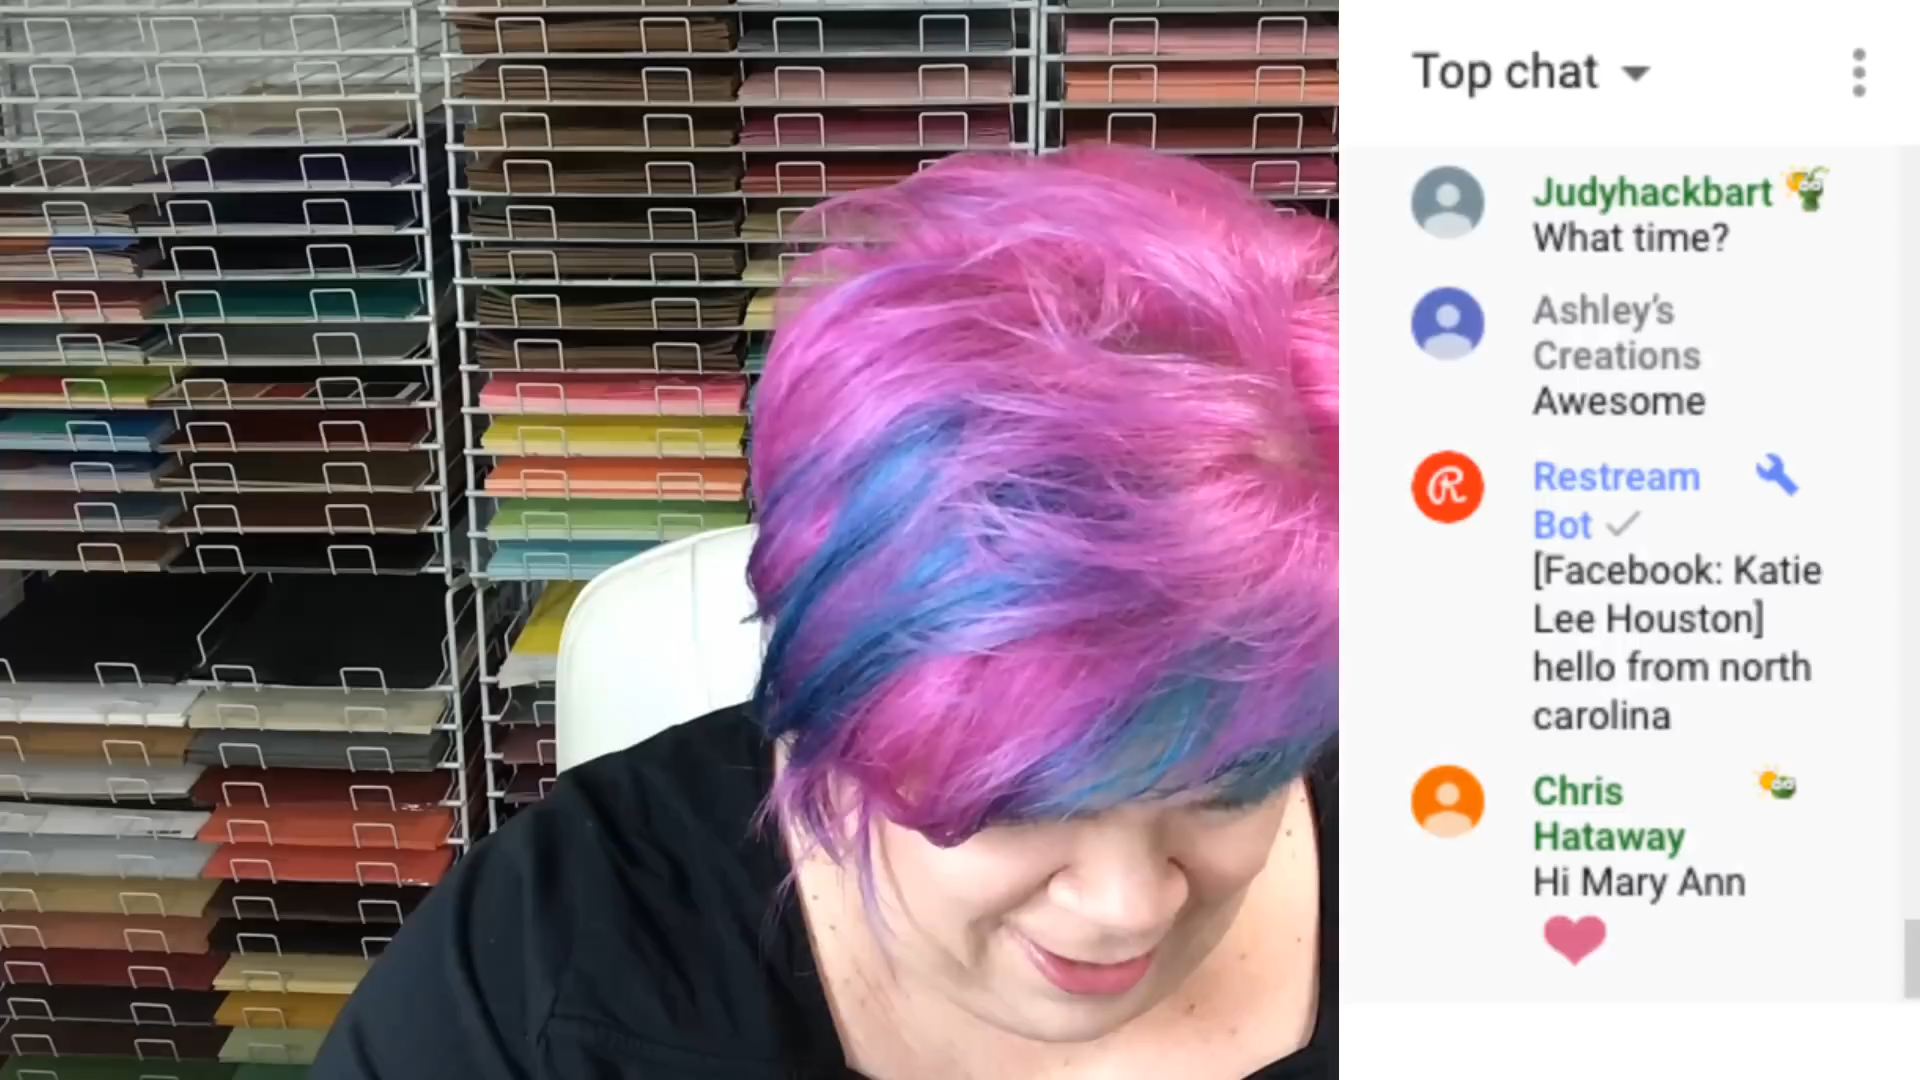 Top chat
Judyhackbart
What time?
Ashley's
Creations
Awesome
Restream
Bot
[Facebook: Katie
Lee Houston]
hello from north
carolina
Chris
Hataway
Hi Mary Ann